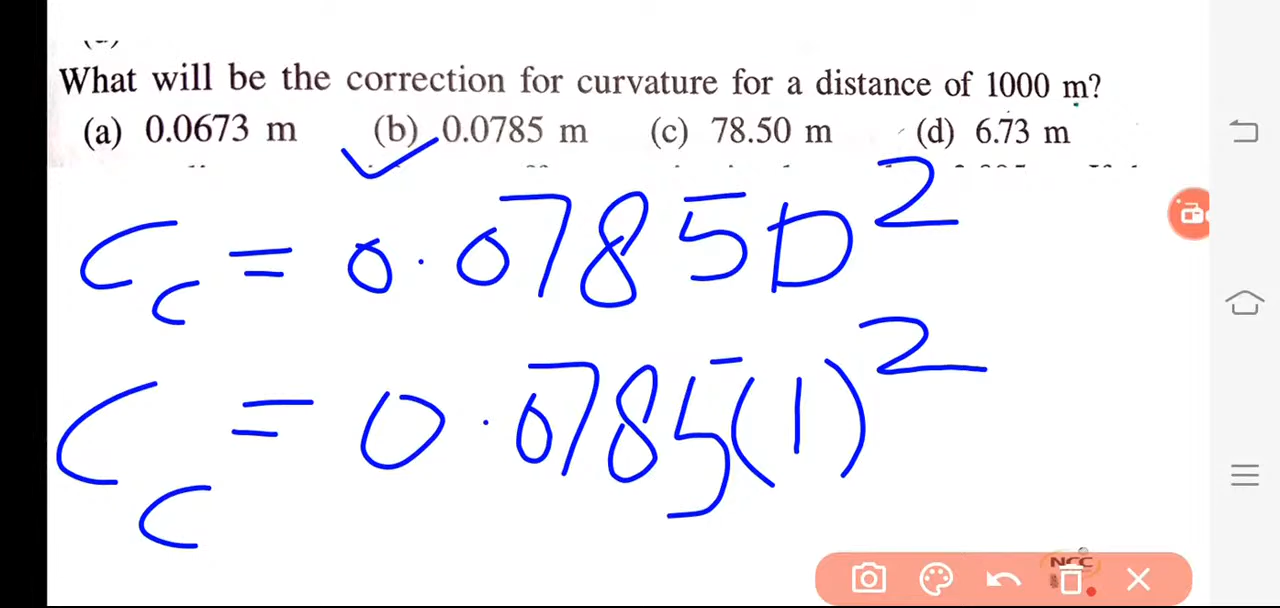 What will be the correction for curvature for a distance of 1000 m?
(a) 0.0673 m (b) 0.0785 m (c) 78.50 m (d) 6.73 m
Cc = 0.0785D²
Cc = 0.0785(1)²
NCC